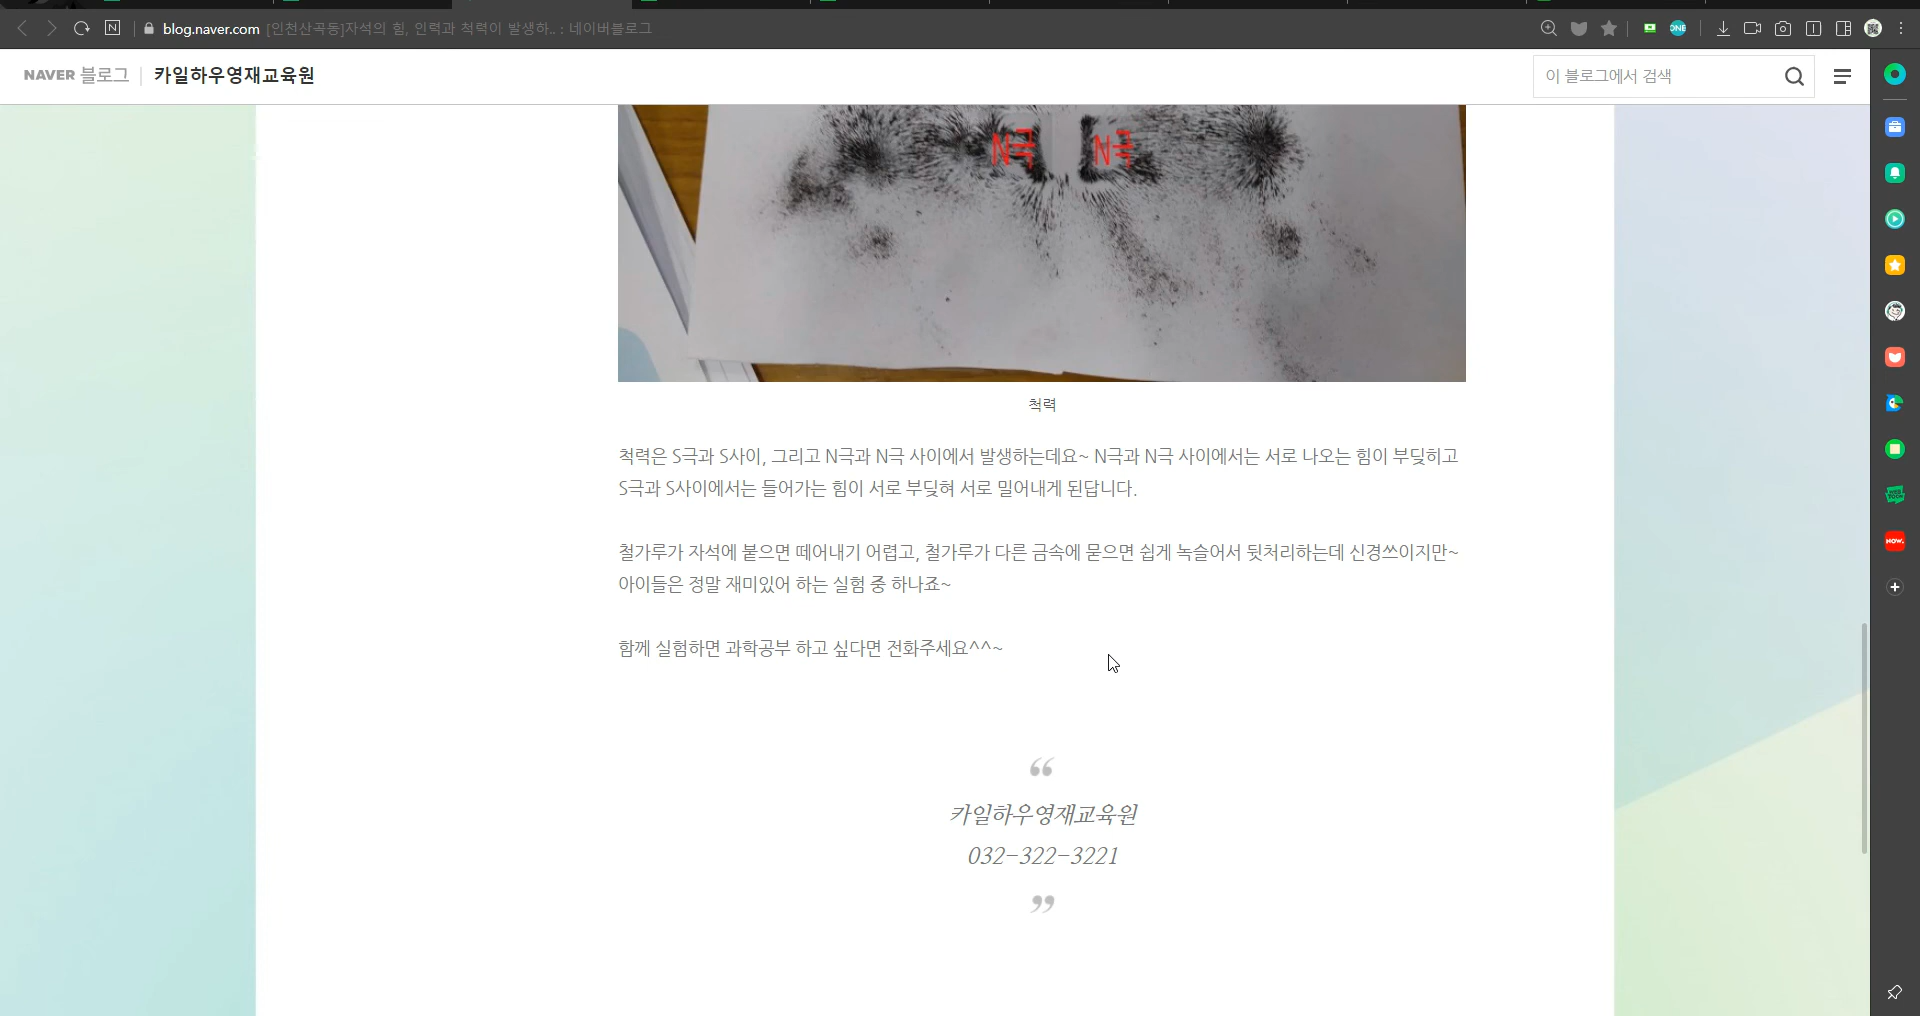 blog.naver.com [인천산곡동]자석의 힘, 인력과 척력이 발생하.. : 네이버블로그
NAVER 블로그 카일하우영재교육원
이 블로그에서 검색
N극 N극
척력
척력은 S극과 S사이, 그리고 N극과 N극 사이에서 발생하는데요~ N극과 N극 사이에서는 서로 나오는 힘이 부딪히고
S극과 S사이에서는 들어가는 힘이 서로 부딪혀 서로 밀어내게 된답니다.
철가루가 자석에 붙으면 떼어내기 어렵고, 철가루가 다른 금속에 묻으면 쉽게 녹슬어서 뒷처리하는데 신경쓰이지만~
아이들은 정말 재미있어 하는 실험 중 하나죠~
함께 실험하면 과학공부 하고 싶다면 전화주세요^^~
“
카일하우영재교육원
032-322-3221
”
ONE
WEB
TOON
NOW.